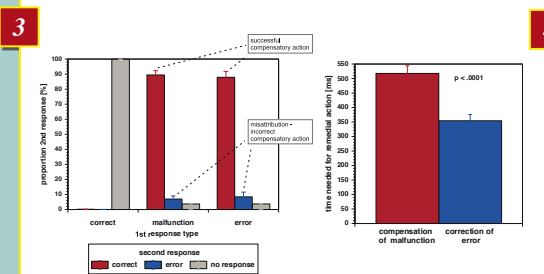 3
successful
compensatory action
100
90
80
70
60
50
40
30
20
10
0
proportion 2nd response [%]
misattribution -
incorrect
compensatory action
correct malfunction error
1st response type
second response
correct error no response
550
500
450
400
350
300
250
200
150
100
50
0
time needed for remedial action [ms]
p < .0001
compensation correction of
of malfunction error